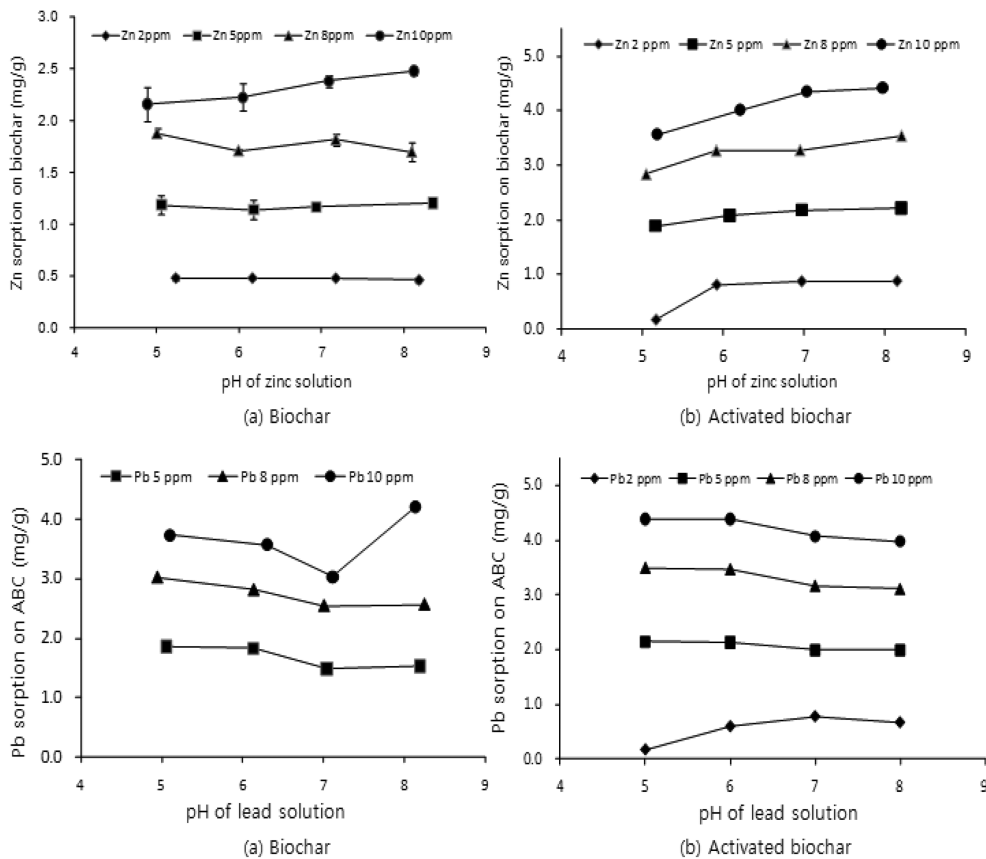 Zn 2ppm Zn 5ppm Zn 8ppm Zn 10ppm
Zn sorption on biochar (mg/g)
3.0
2.5
2.0
1.5
1.0
0.5
0.0
4 5 6 7 8 9
pH of zinc solution
(a) Biochar
Zn 2 ppm Zn 5 ppm Zn 8 ppm Zn 10 ppm
Zn sorption on biochar (mg/g)
5.0
4.0
3.0
2.0
1.0
0.0
4 5 6 7 8 9
pH of zinc solution
(b) Activated biochar
Pb 5 ppm Pb 8 ppm Pb 10 ppm
Pb sorption on ABC (mg/g)
5.0
4.0
3.0
2.0
1.0
0.0
4 5 6 7 8 9
pH of lead solution
(a) Biochar
Pb 2 ppm Pb 5 ppm Pb 8 ppm Pb 10 ppm
Pb sorption on ABC (mg/g)
5.0
4.0
3.0
2.0
1.0
0.0
4 5 6 7 8 9
pH of lead solution
(b) Activated biochar